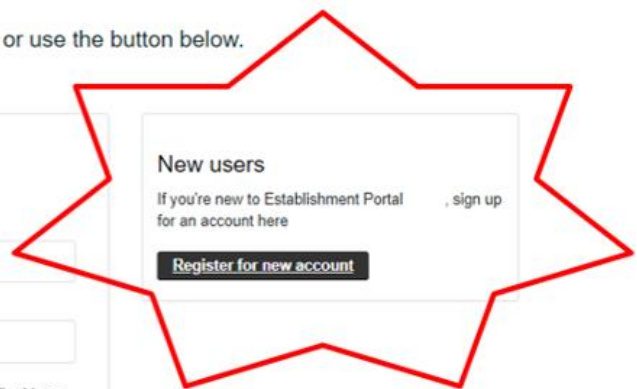 or use the button below.
New users
If you're new to Establishment Portal , sign up
for an account here
Register for new account